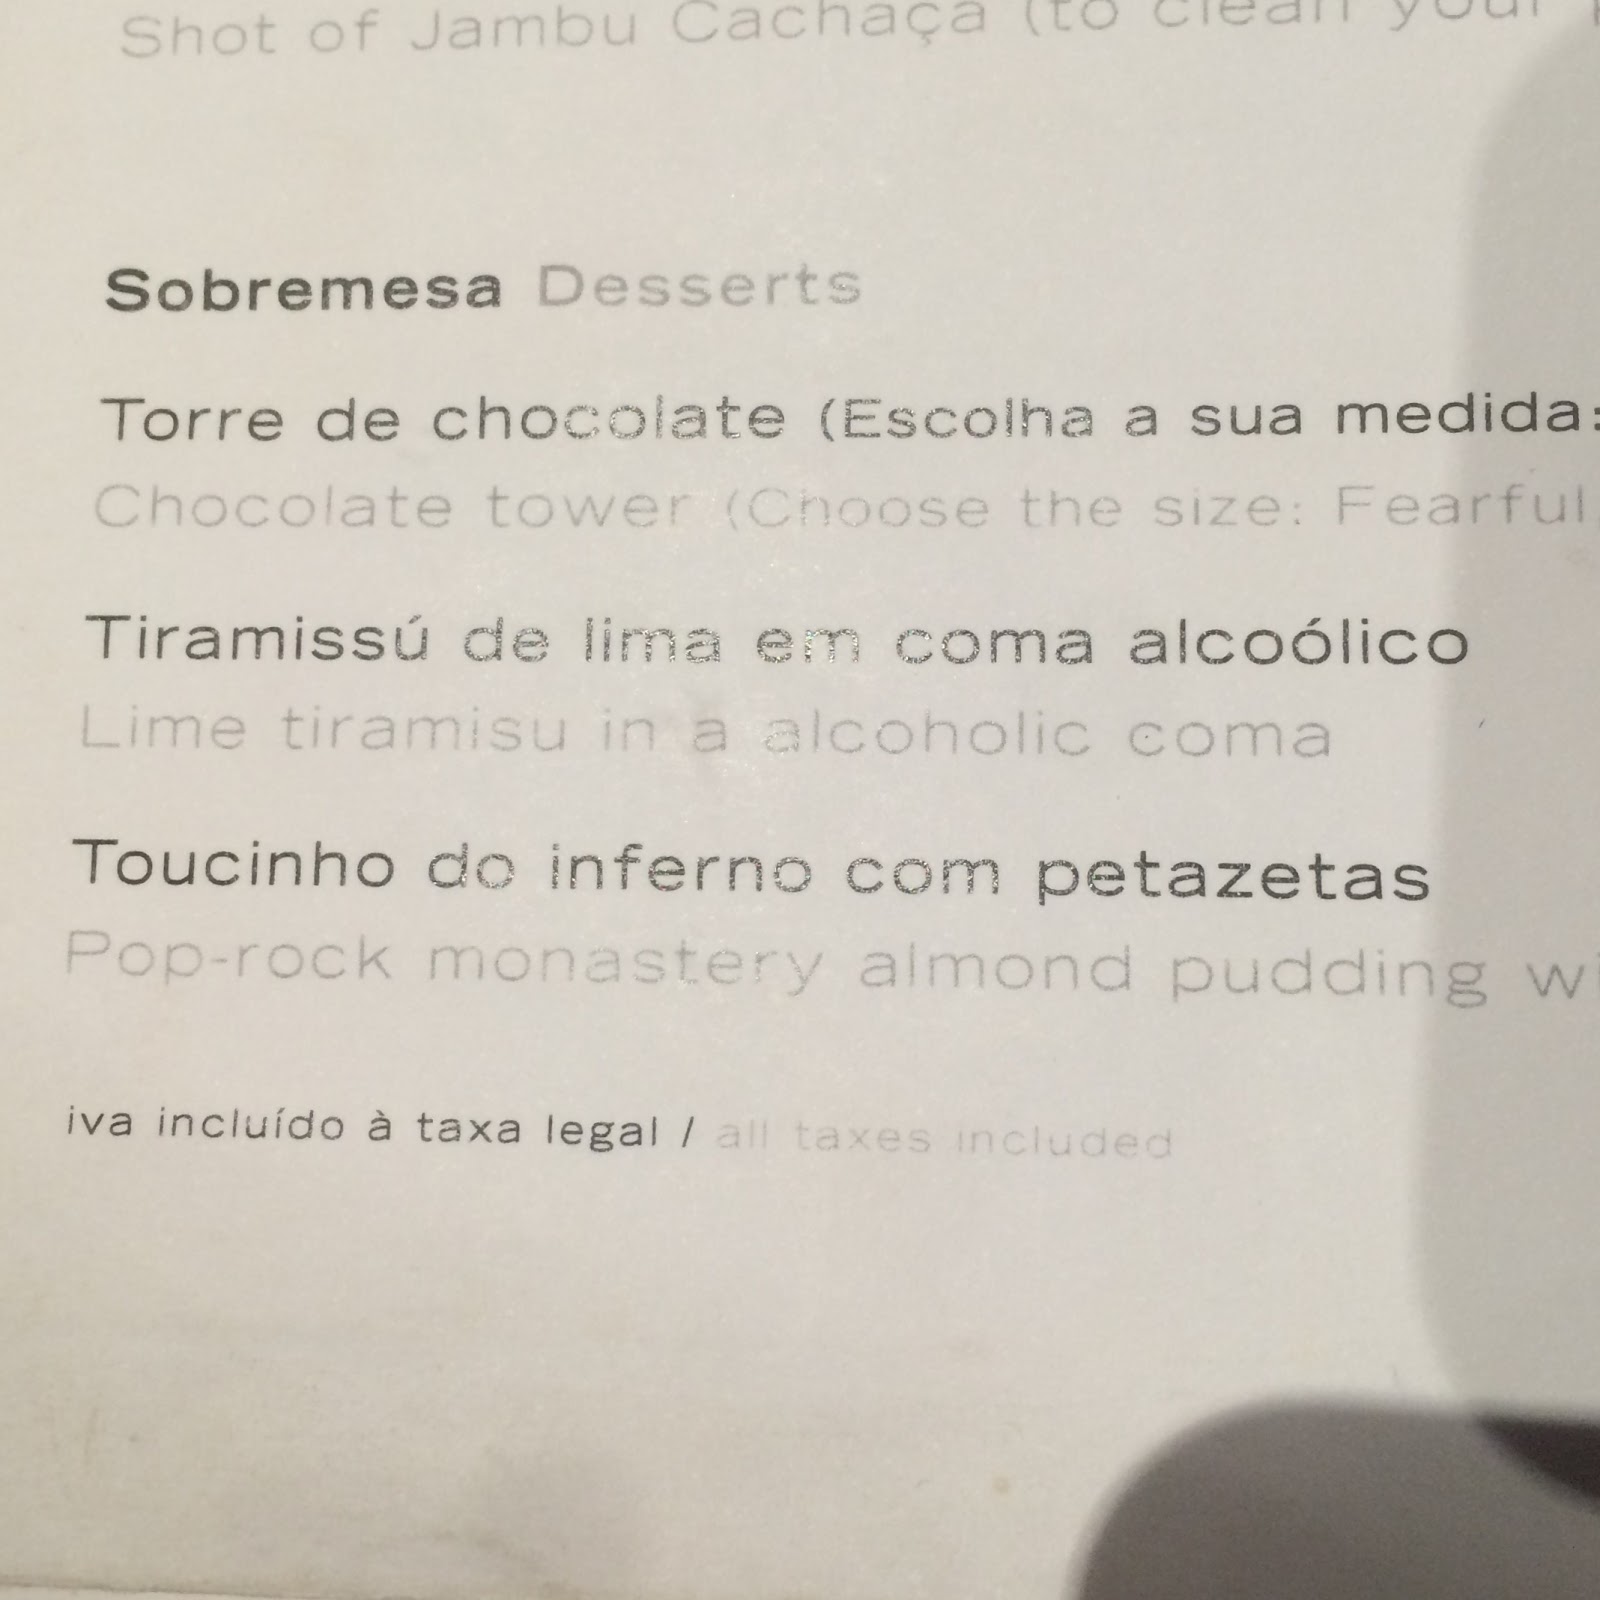 Shot of Jambu Cachaça (to clean your
Sobremesa Desserts
Torre de chocolate (Escolha a sua medida:
Chocolate tower (Choose the size: Fearful,
Tiramissú de lima em coma alcoólico
Lime tiramisu in a alcoholic coma
Toucinho do inferno com petazetas
Pop-rock monastery almond pudding wi
iva incluído à taxa legal / all taxes included